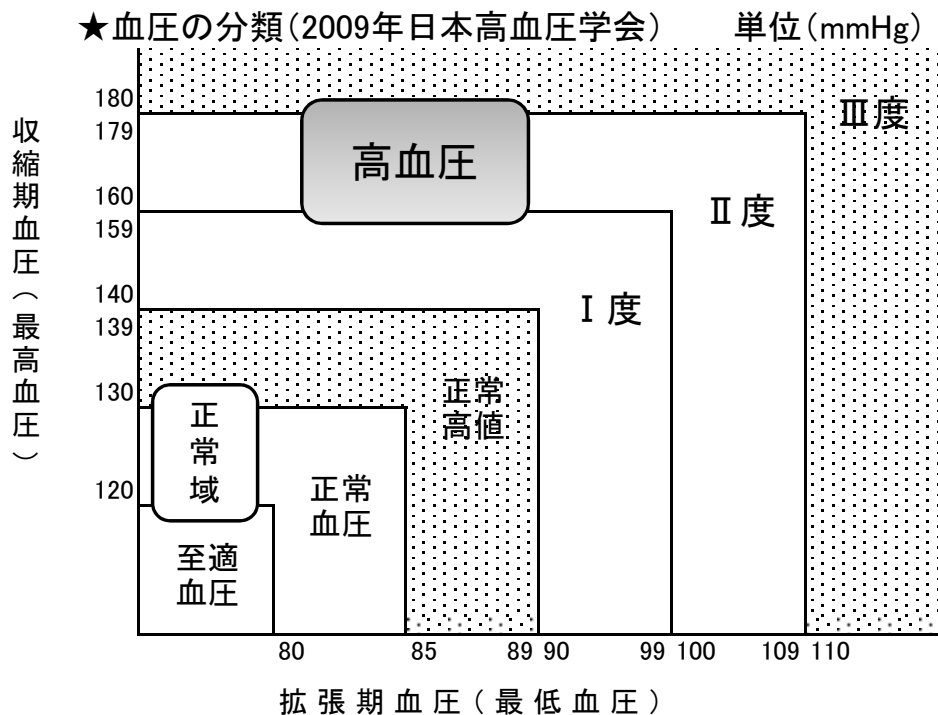 ★血圧の分類(2009年日本高血圧学会) 単位(mmHg)
収縮期血圧(最高血圧)
180
179
160
159
140
139
130
120
高血圧
Ⅲ度
Ⅱ度
Ⅰ度
正常
高値
正常域
正常
血圧
至適
血圧
80 85 89 90 99 100 109 110
拡張期血圧(最低血圧)